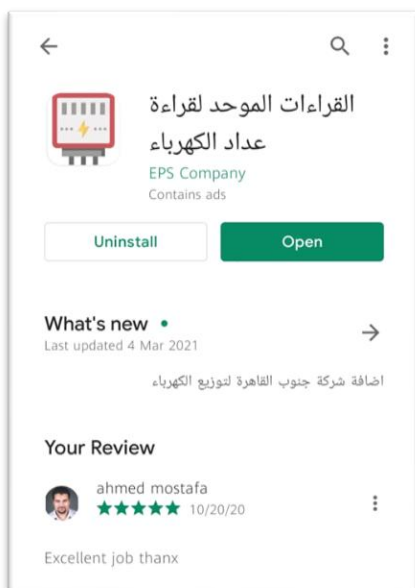 القراءات الموحد لقراءة
عداد الكهرباء
EPS Company
Contains ads
Uninstall
Open
What's new
Last updated 4 Mar 2021
اضافة شركة جنوب القاهرة لتوزيع الكهرباء
Your Review
ahmed mostafa
10/20/20
Excellent job thanx